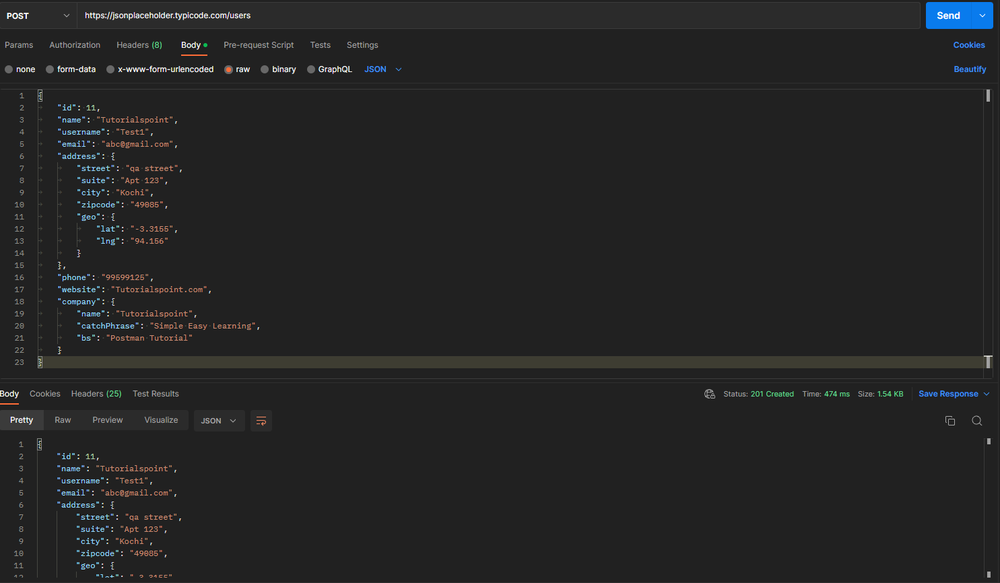 POST https://jsonplaceholder.typicode.com/users Send
Params Authorization Headers (8) Body Pre-request Script Tests Settings Cookies
none form-data x-www-form-urlencoded raw binary GraphQL JSON Beautify
1 {
2 "id": 11,
3 "name": "Tutorialspoint",
4 "username": "Test1",
5 "email": "abc@gmail.com",
6 "address": {
7 "street": "qa street",
8 "suite": "Apt 123",
9 "city": "Kochi",
10 "zipcode": "49085",
11 "geo": {
12 "lat": "-3.3155",
13 "lng": "94.156"
14 }
15 },
16 "phone": "99599125",
17 "website": "Tutorialspoint.com",
18 "company": {
19 "name": "Tutorialspoint",
20 "catchPhrase": "Simple Easy Learning",
21 "bs": "Postman Tutorial"
22 }
23 }
Body Cookies Headers (25) Test Results Status: 201 Created Time: 474 ms Size: 1.54 KB Save Response
Pretty Raw Preview Visualize JSON
1 {
2 "id": 11,
3 "name": "Tutorialspoint",
4 "username": "Test1",
5 "email": "abc@gmail.com",
6 "address": {
7 "street": "qa street",
8 "suite": "Apt 123",
9 "city": "Kochi",
10 "zipcode": "49085",
11 "geo": {
12 "lat": "-3.3155"